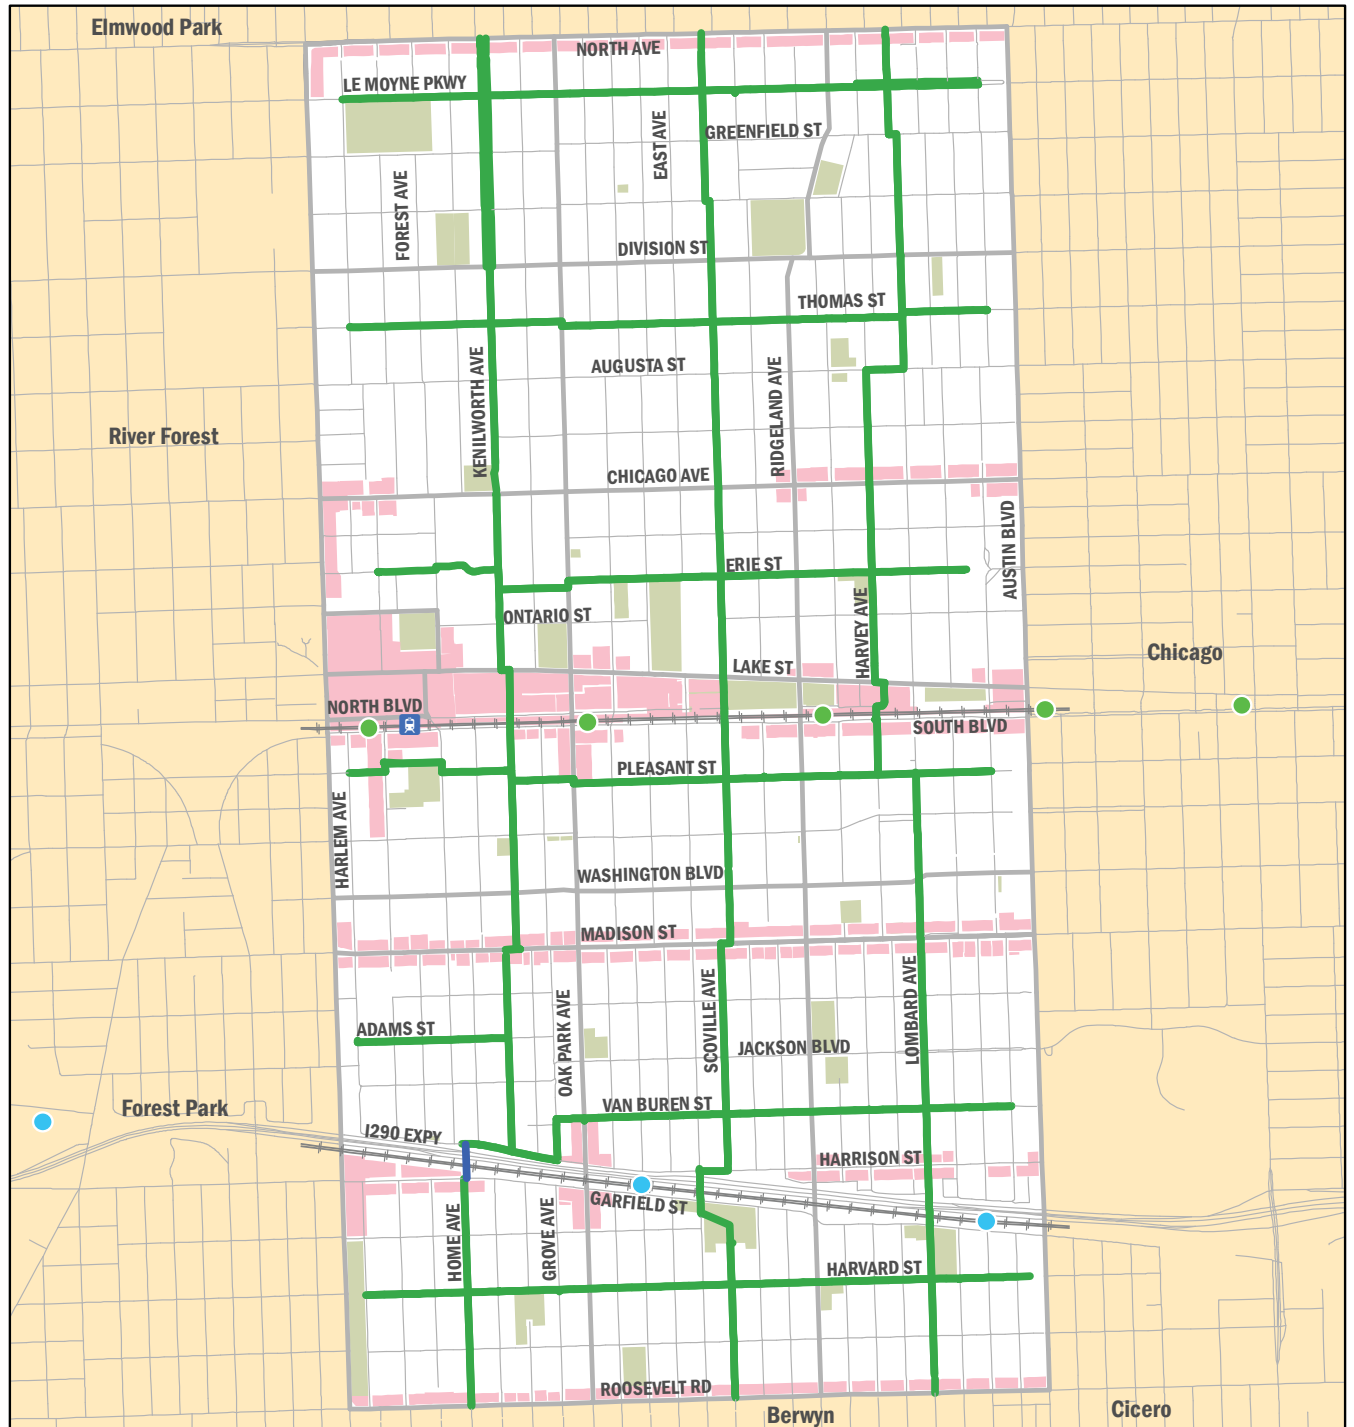 Elmwood Park
NORTH AVE
LE MOYNE PKWY
GREENFIELD ST
EAST AVE
FOREST AVE
DIVISION ST
THOMAS ST
AUGUSTA ST
KENILWORTH AVE
RIDGELAND AVE
River Forest
CHICAGO AVE
AUSTIN BLVD
ERIE ST
ONTARIO ST
HARVEY AVE
LAKE ST
Chicago
NORTH BLVD
SOUTH BLVD
PLEASANT ST
HARLEM AVE
WASHINGTON BLVD
MADISON ST
SCOVILLE AVE
LOMBARD AVE
OAK PARK AVE
ADAMS ST
JACKSON BLVD
Forest Park
VAN BUREN ST
I290 EXPY
HARRISON ST
GARFIELD ST
HOME AVE
GROVE AVE
HARVARD ST
ROOSEVELT RD
Berwyn
Cicero